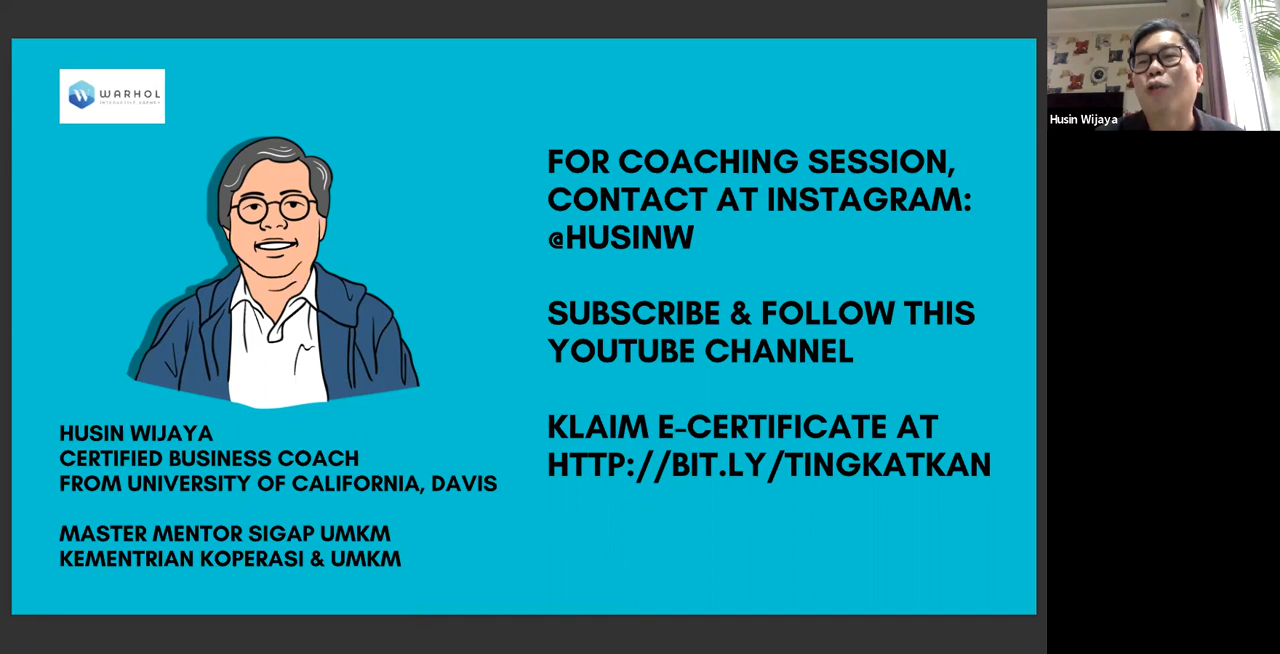 WARHOL
INTERACTIVE AGENCY
FOR COACHING SESSION,
CONTACT AT INSTAGRAM:
@HUSINW
SUBSCRIBE & FOLLOW THIS
YOUTUBE CHANNEL
KLAIM E-CERTIFICATE AT
HTTP://BIT.LY/TINGKATKAN
HUSIN WIJAYA
CERTIFIED BUSINESS COACH
FROM UNIVERSITY OF CALIFORNIA, DAVIS
MASTER MENTOR SIGAP UMKM
KEMENTRIAN KOPERASI & UMKM
Husin Wijaya